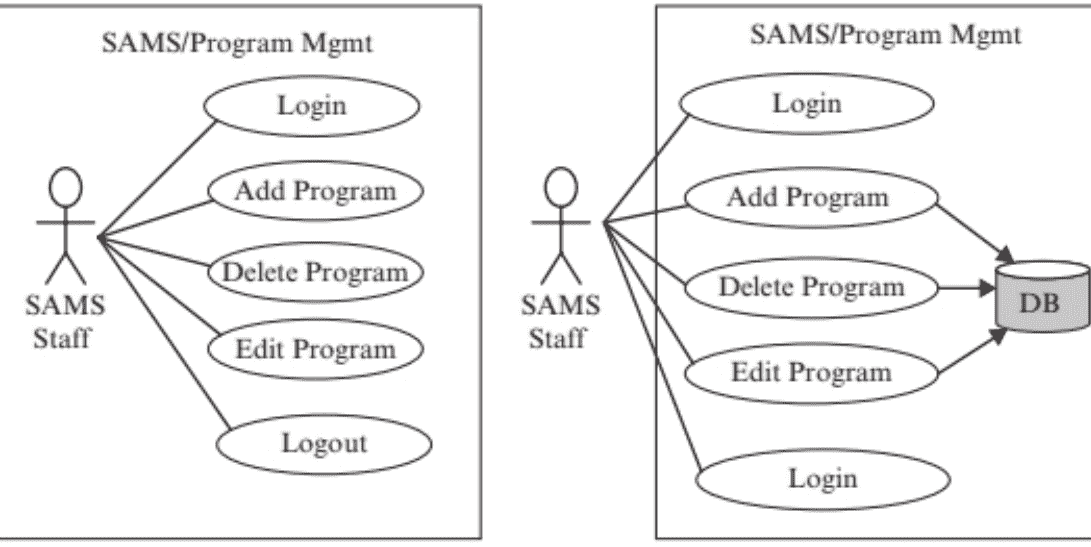 SAMS/Program Mgmt
Login
Add Program
Delete Program
Edit Program
Logout
SAMS
Staff
SAMS/Program Mgmt
Login
Add Program
Delete Program
Edit Program
Login
SAMS
Staff
DB